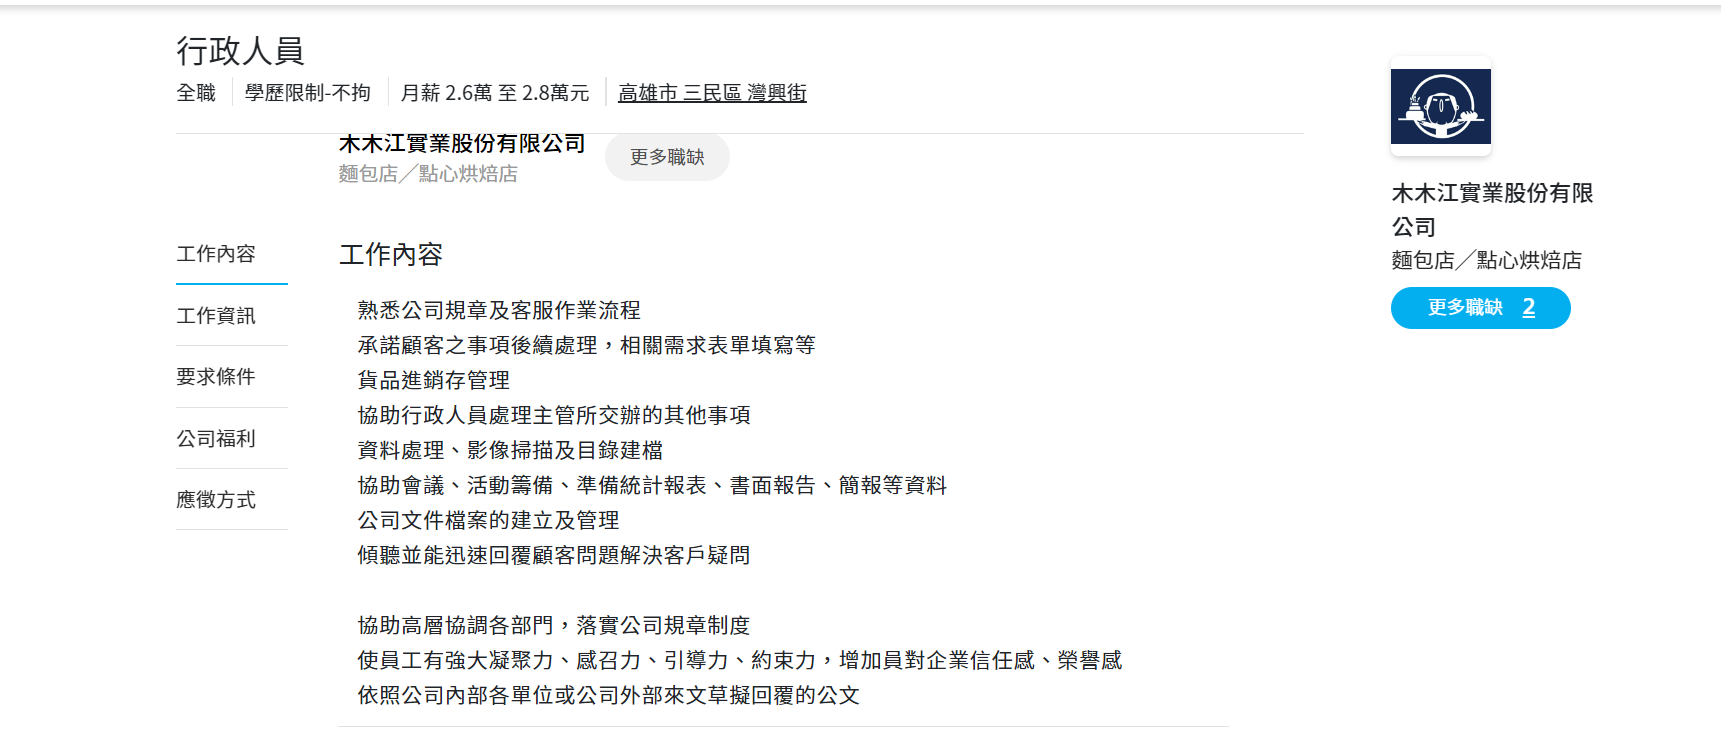 行政人員
全職
學歷限制-不拘
月薪 2.6萬 至 2.8萬元
高雄市 三民區 灣興街
木木江實業股份有限公司
更多職缺
麵包店╱點心烘焙店
工作內容
工作資訊
要求條件
公司福利
應徵方式
工作內容
熟悉公司規章及客服作業流程
承諾顧客之事項後續處理，相關需求表單填寫等
貨品進銷存管理
協助行政人員處理主管所交辦的其他事項
資料處理、影像掃描及目錄建檔
協助會議、活動籌備、準備統計報表、書面報告、簡報等資料
公司文件檔案的建立及管理
傾聽並能迅速回覆顧客問題解決客戶疑問
協助高層協調各部門，落實公司規章制度
使員工有強大凝聚力、感召力、引導力、約束力，增加員對企業信任感、榮譽感
依照公司內部各單位或公司外部來文草擬回覆的公文
木木江實業股份有限
公司
麵包店╱點心烘焙店
更多職缺 2